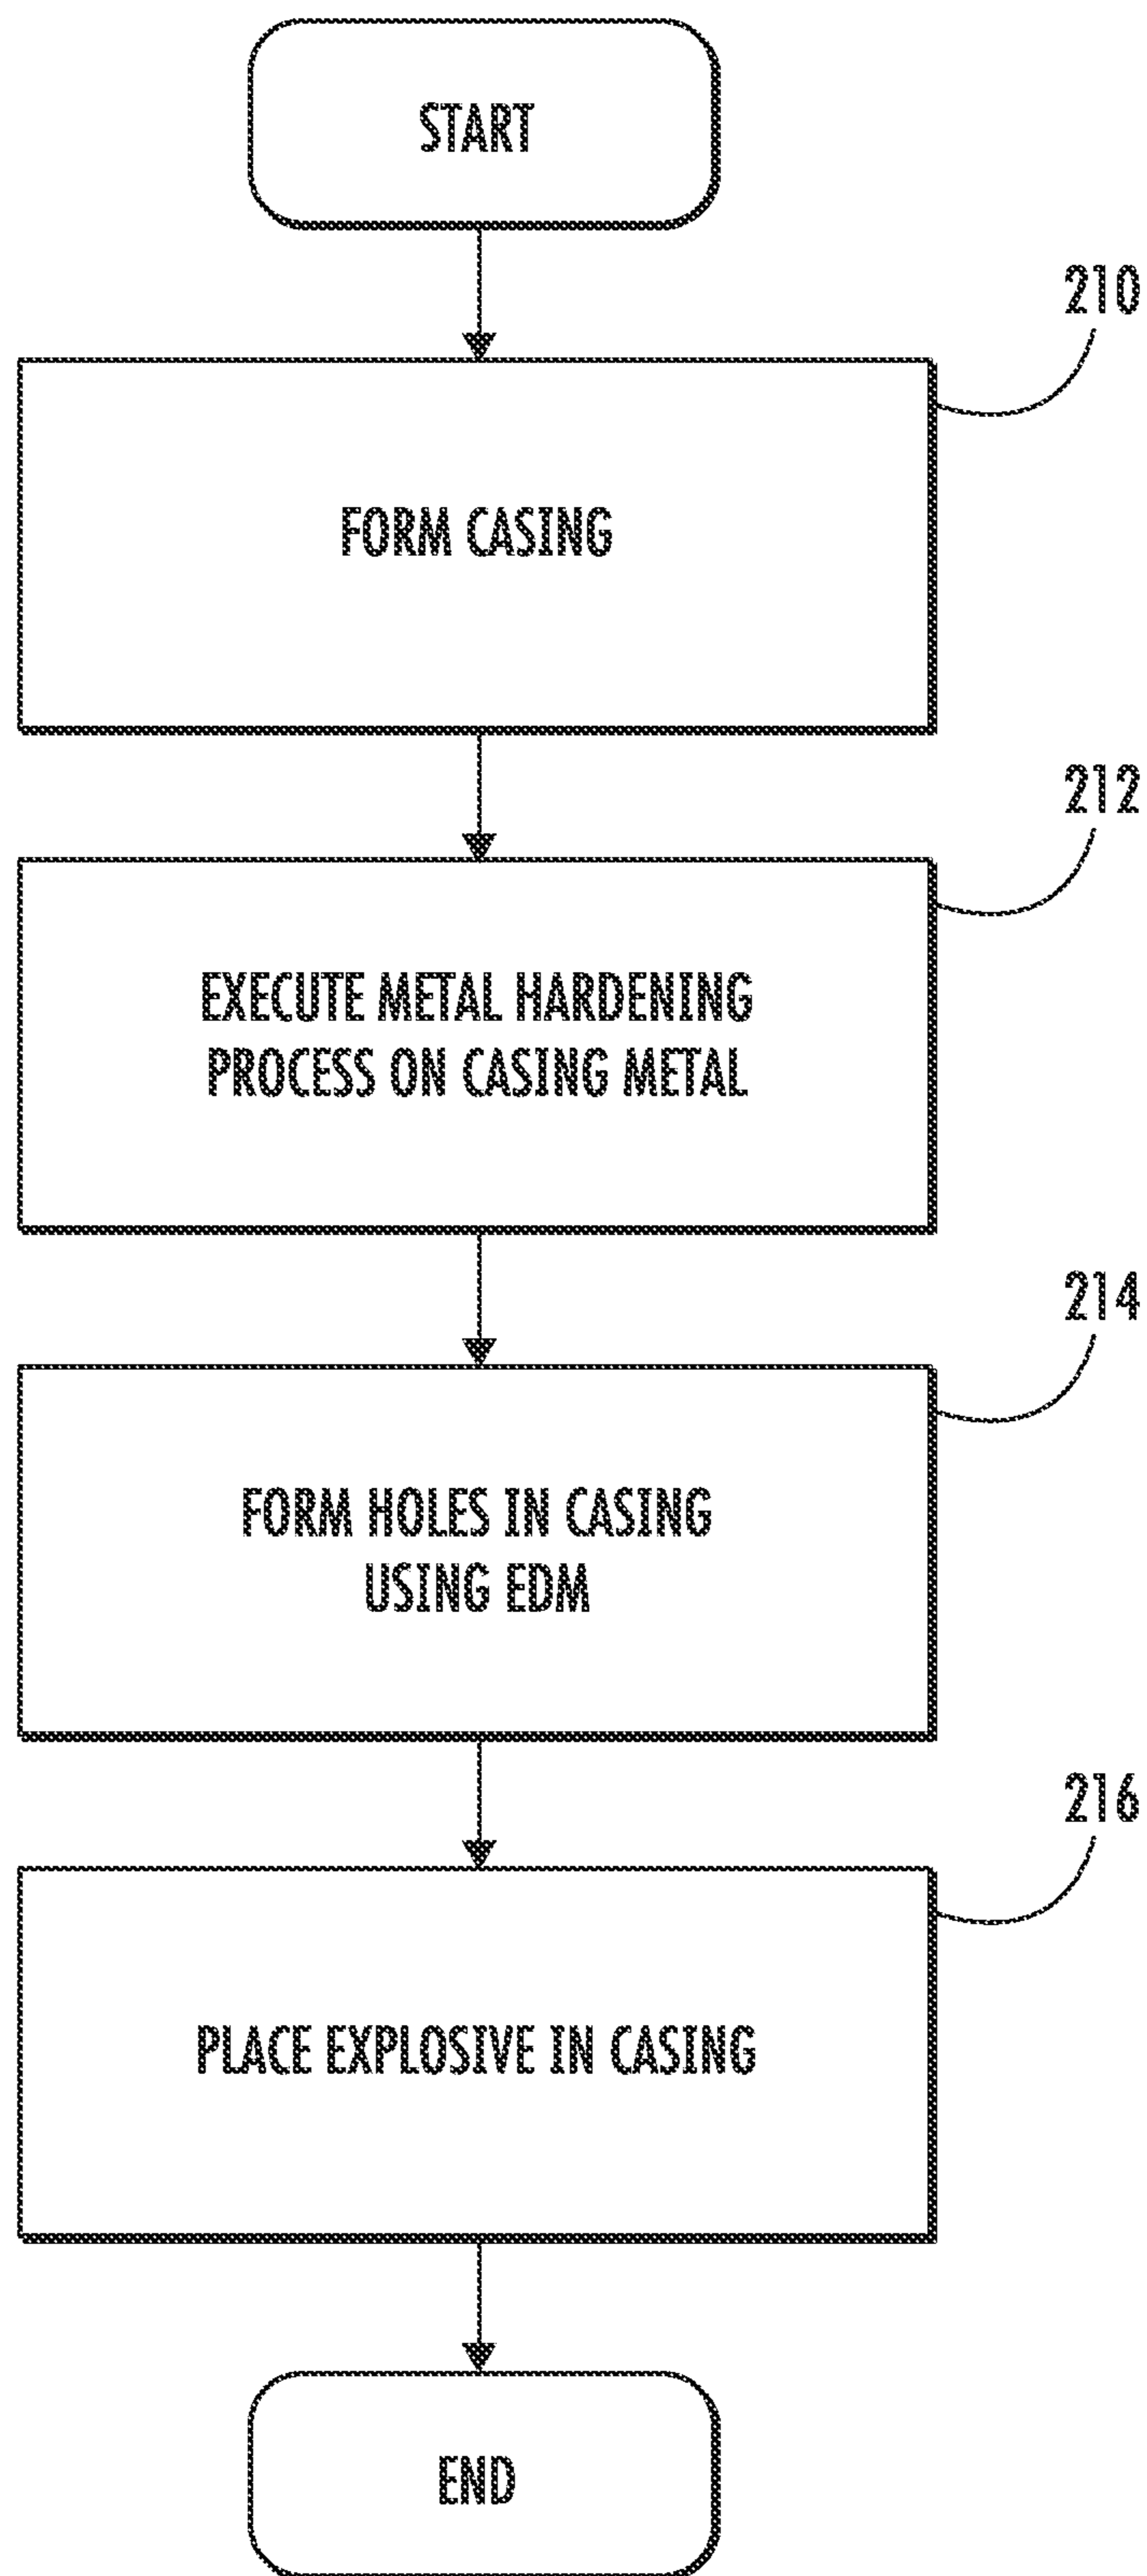 START
210
FORM CASING
212
EXECUTE METAL HARDENING
PROCESS ON CASING METAL
214
FORM HOLES IN CASING
USING EDM
216
PLACE EXPLOSIVE IN CASING
END